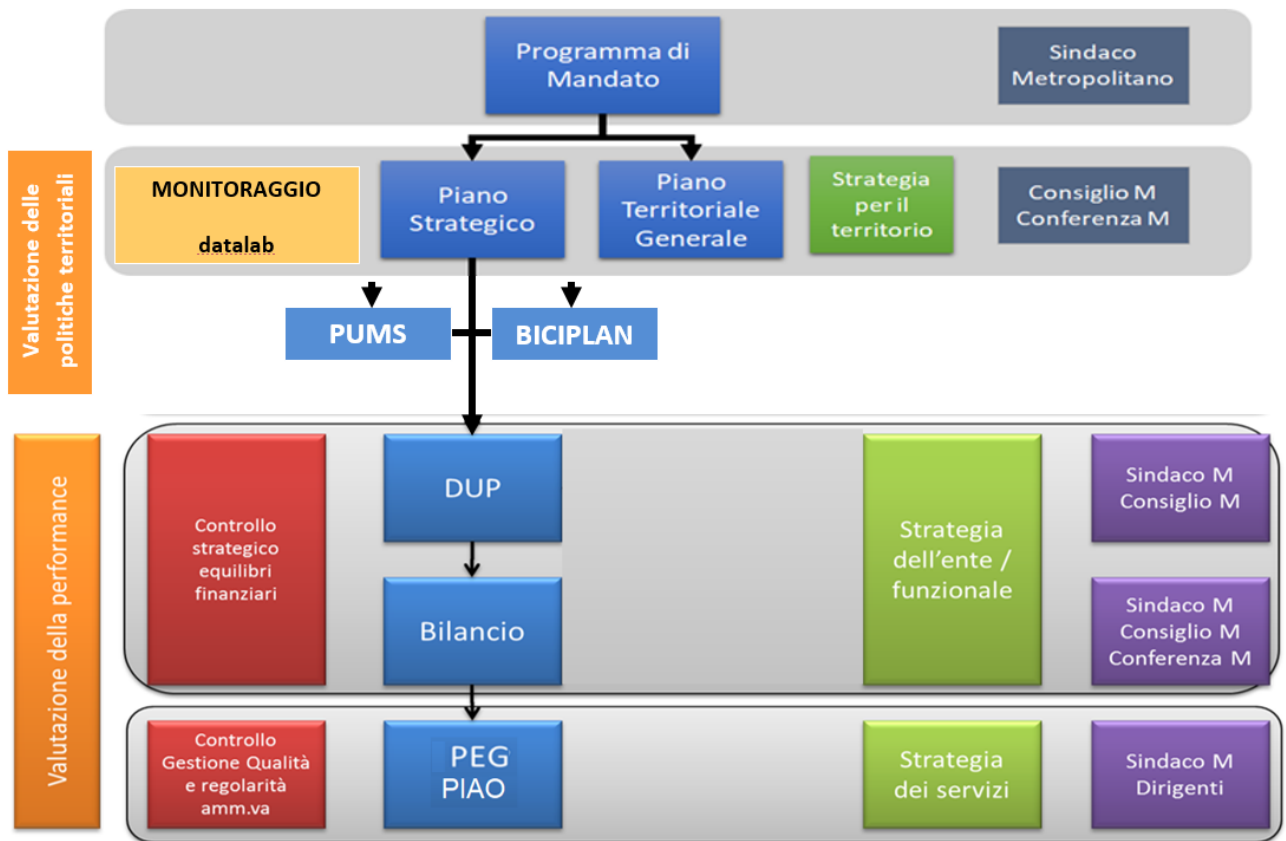 Programma di
Mandato
Sindaco
Metropolitano
Valutazione delle
politiche territoriali
MONITORAGGIO
datalab
Piano
Strategico
Piano
Territoriale
Generale
Strategia
per il
territorio
Consiglio M
Conferenza M
PUMS
BICIPLAN
Valutazione della performance
Controllo
strategico
equilibri
finanziari
DUP
Bilancio
Strategia
dell'ente /
funzionale
Sindaco M
Consiglio M
Sindaco M
Consiglio M
Conferenza M
Controllo
Gestione Qualità
e regolarità
amm.va
PEG
PIAO
Strategia
dei servizi
Sindaco M
Dirigenti